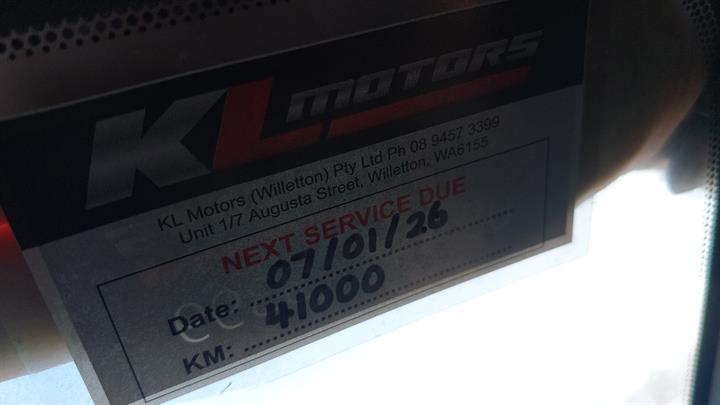 KL MOTORS
KL Motors (Willetton) Pty Ltd Ph 08 9457 3399
Unit 1/7 Augusta Street, Willetton, WA6155
NEXT SERVICE DUE
Date: 07/01/26
KM: 41000